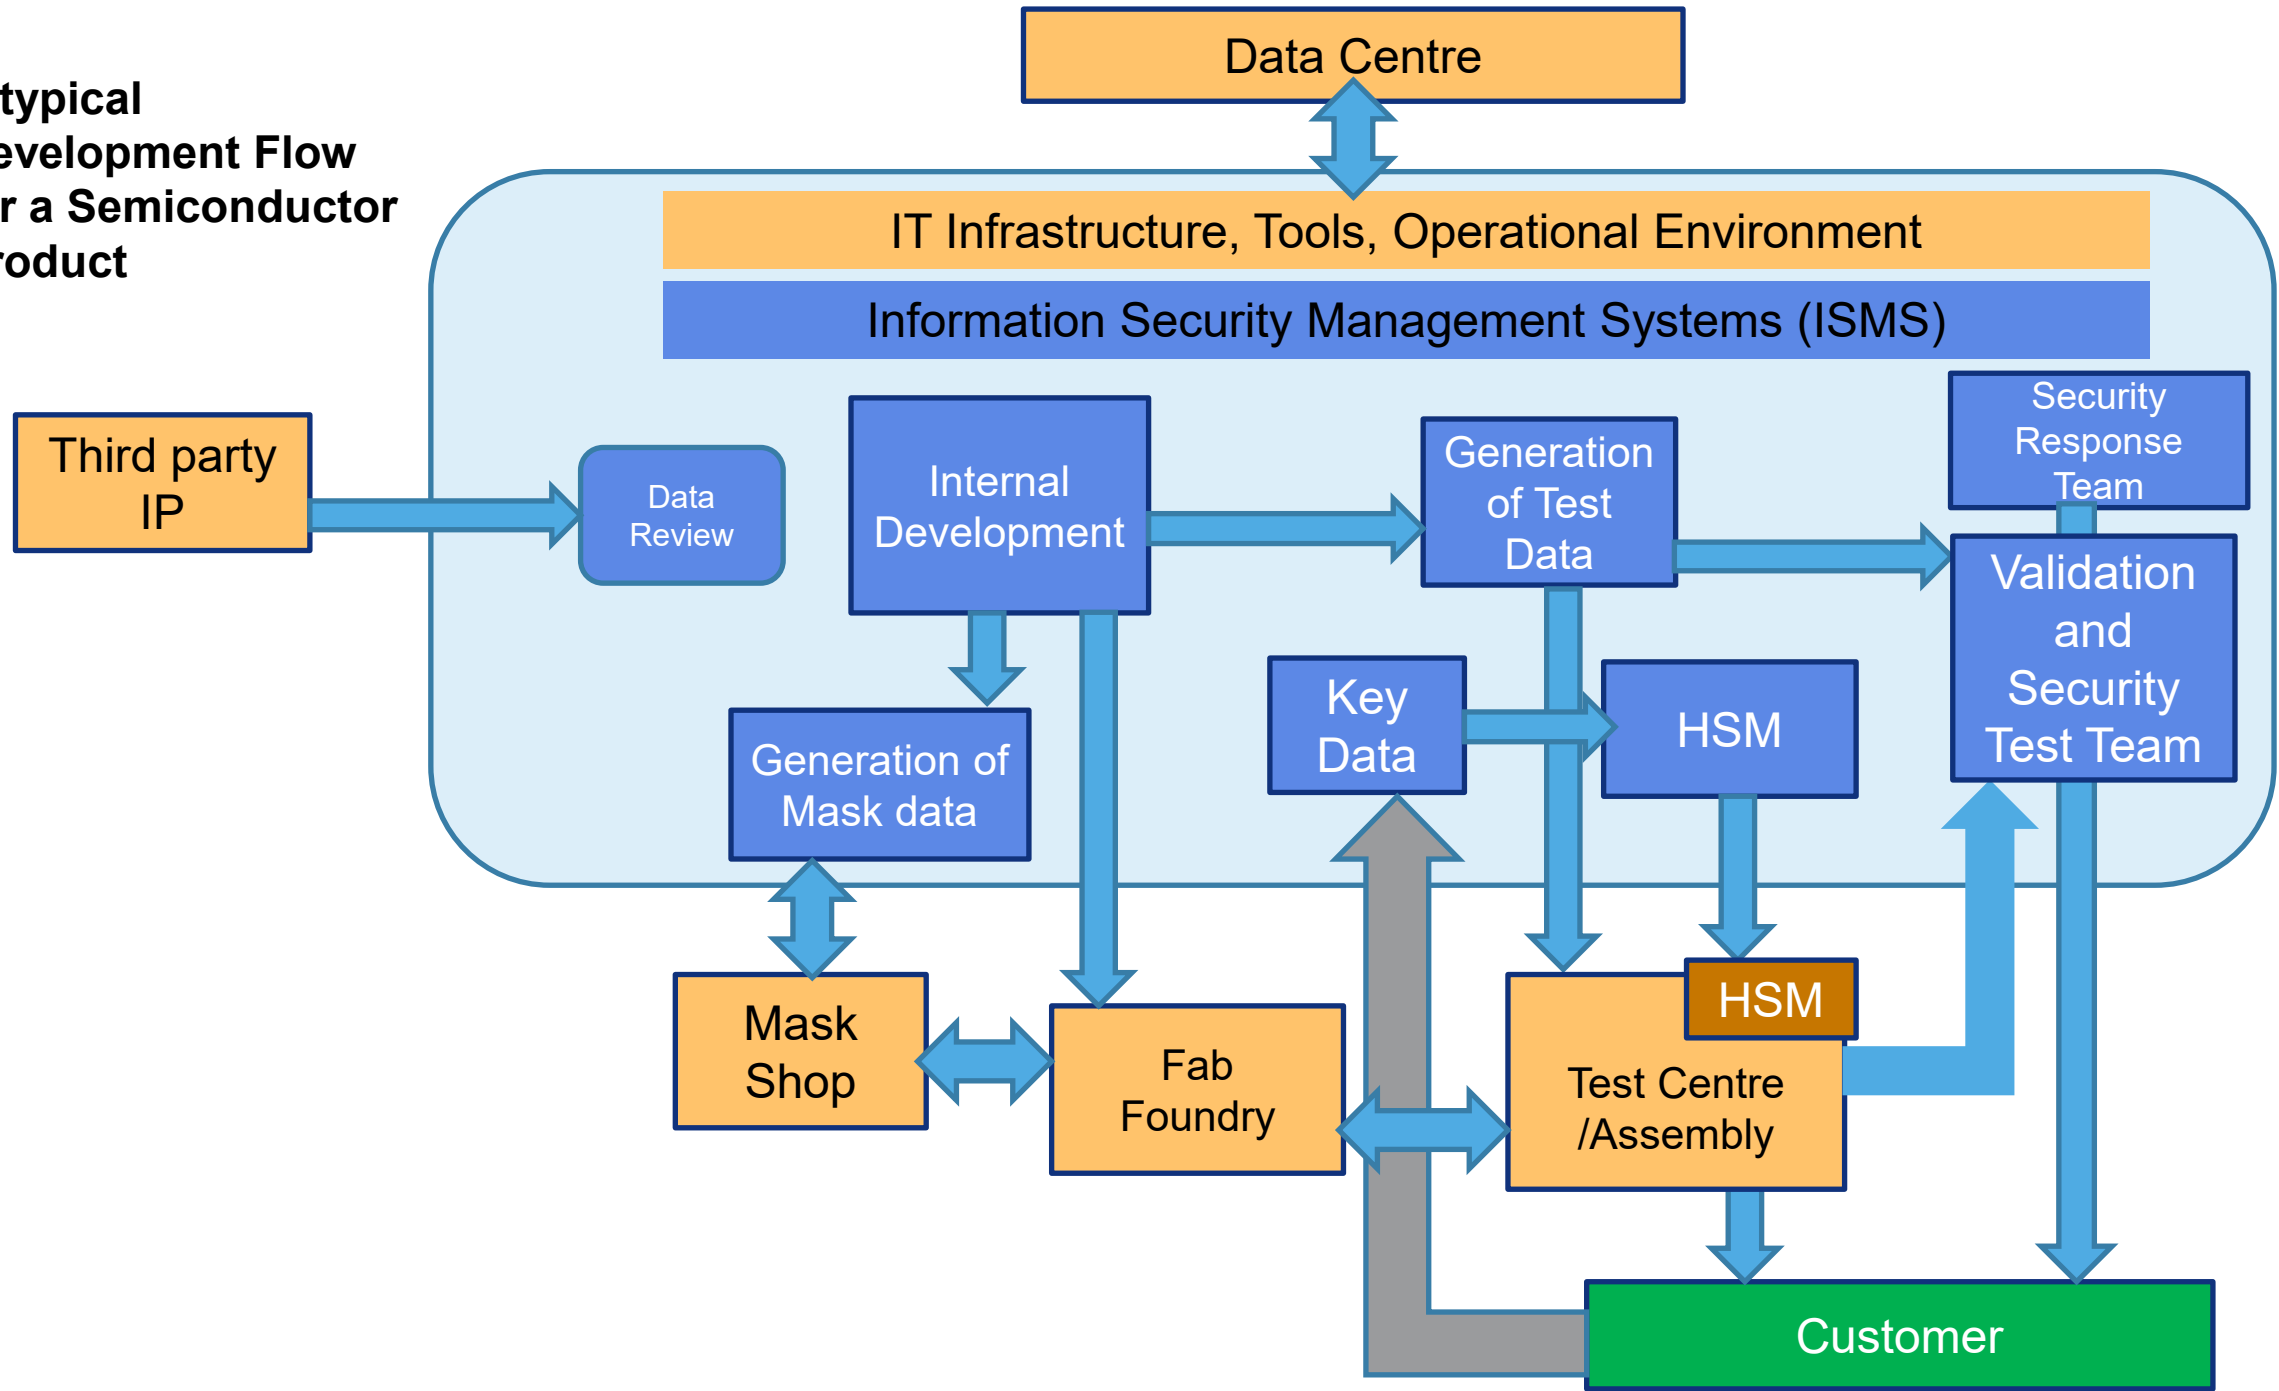 typical
evelopment Flow
r a Semiconductor
roduct
Data Centre
IT Infrastructure, Tools, Operational Environment
Information Security Management Systems (ISMS)
Third party
IP
Data
Review
Internal
Development
Generation
of Test
Data
Security
Response
Team
Validation
and
Security
Test Team
Key
Data
HSM
Generation of
Mask data
Mask
Shop
Fab
Foundry
HSM
Test Centre
/Assembly
Customer